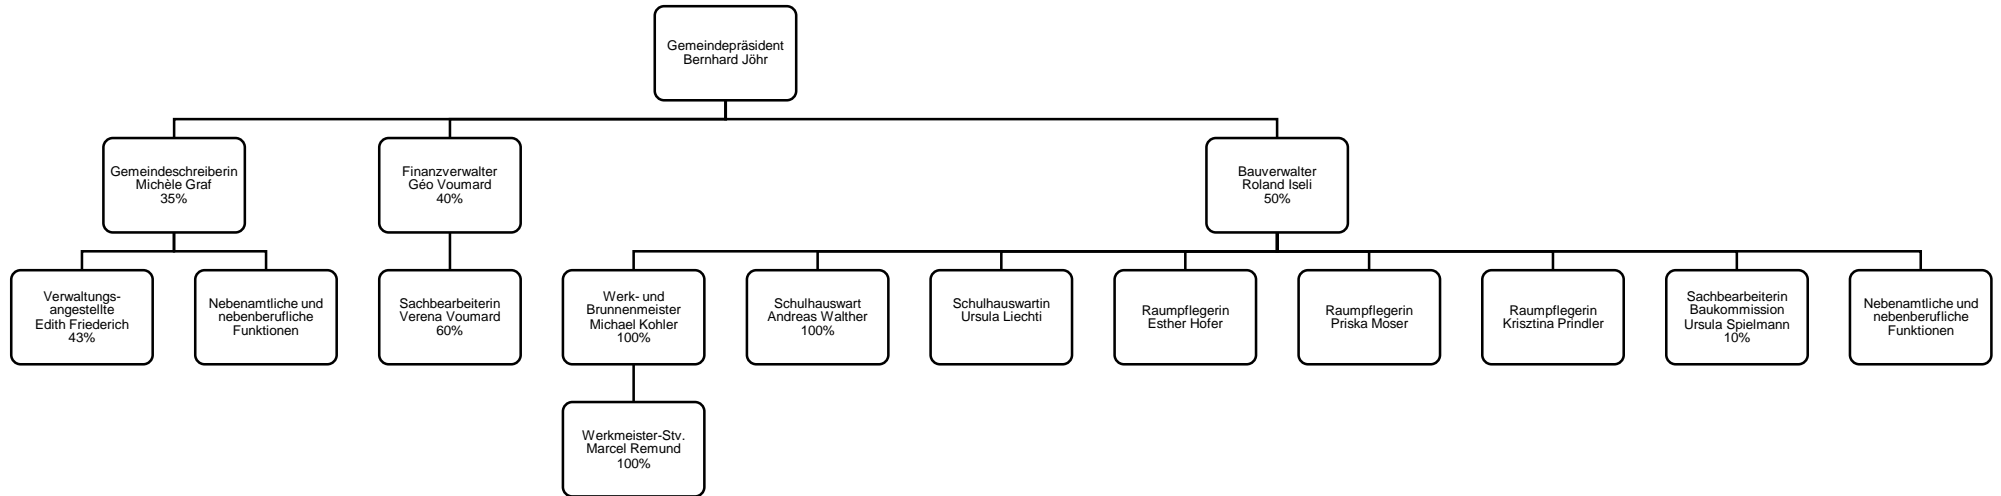 Gemeindepräsident
Bernhard Jöhr
Gemeindeschreiberin
Michèle Graf
35%
Finanzverwalter
Géo Voumard
40%
Bauverwalter
Roland Iseli
50%
Verwaltungs-
angestellte
Edith Friederich
43%
Nebenamtliche und
nebenberufliche
Funktionen
Sachbearbeiterin
Verena Voumard
60%
Werk- und
Brunnenmeister
Michael Kohler
100%
Schulhauswart
Andreas Walther
100%
Schulhauswartin
Ursula Liechti
Raumpflegerin
Esther Hofer
Raumpflegerin
Priska Moser
Raumpflegerin
Krisztina Prindler
Sachbearbeiterin
Baukommission
Ursula Spielmann
10%
Nebenamtliche und
nebenberufliche
Funktionen
Werkmeister-Stv.
Marcel Remund
100%